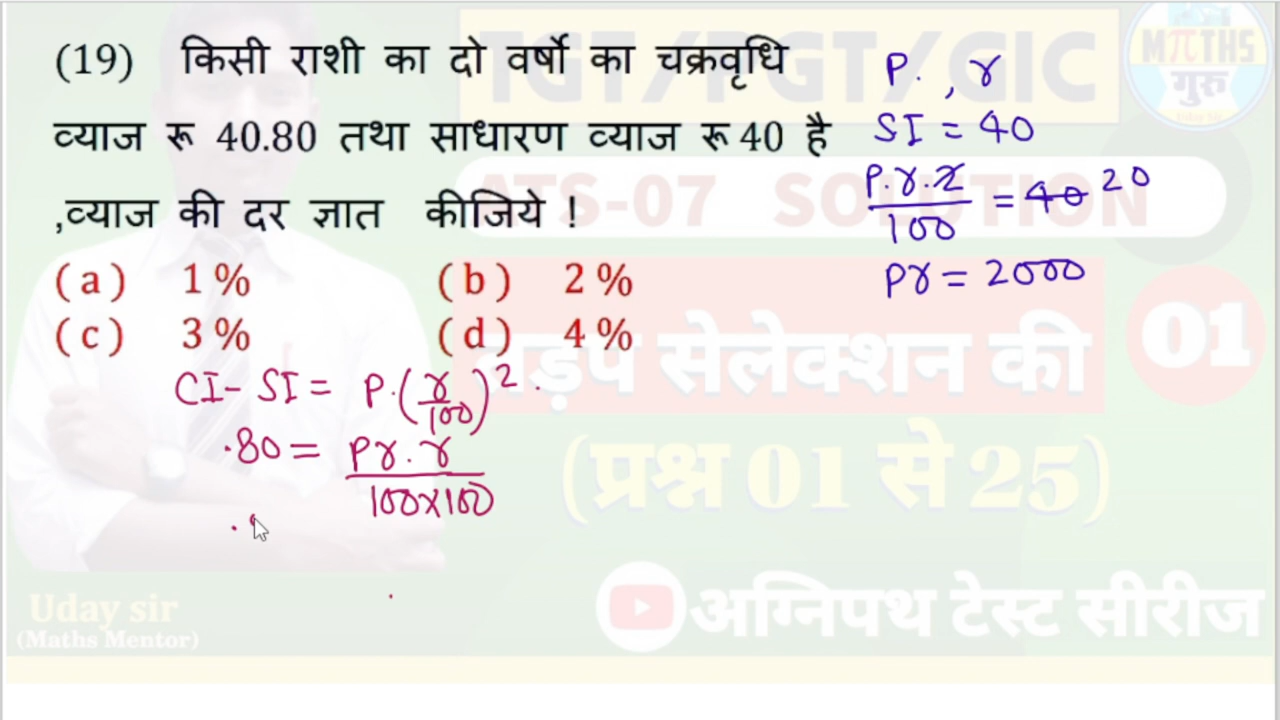 (19) किसी राशी का दो वर्षो का चक्रवृधि
व्याज रू 40.80 तथा साधारण व्याज रू 40 है
,व्याज की दर ज्ञात कीजिये !
(a) 1%
(b) 2%
(c) 3%
(d) 4%
CI - SI = P.(r/100)2.
.80 = Pr.r/100×100
P. , r
SI = 40
P.r.2/100 = 40 20
Pr = 2000
TGT/PGT/GIC
MπTHS
गुरु
Uday Sir
ATS-07 SOLUTION
सेलेक्शन की
01
(प्रश्न 01 से 25)
Uday sir
(Maths Mentor)
अग्निपथ टेस्ट सीरीज